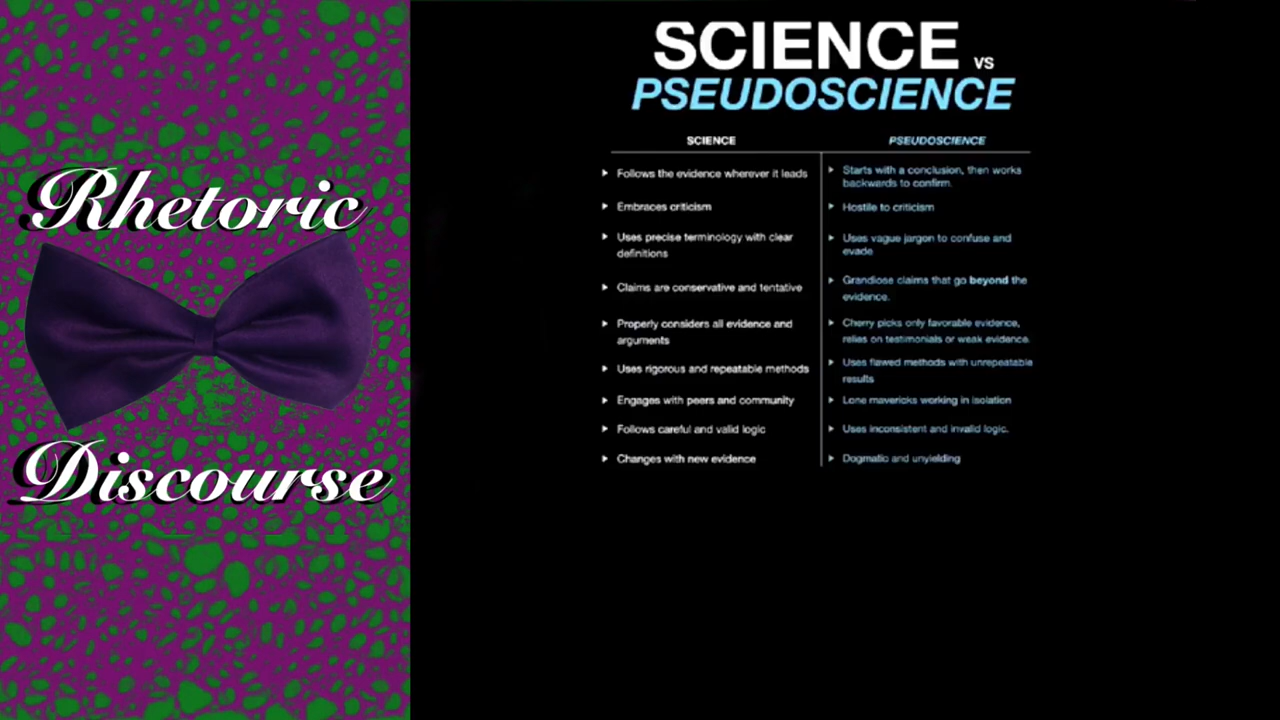 Rhetoric
Discourse
SCIENCE vs
PSEUDOSCIENCE
SCIENCE
Follows the evidence wherever it leads
Embraces criticism
Uses precise terminology with clear
definitions
Claims are conservative and tentative
Properly considers all evidence and
arguments
Uses rigorous and repeatable methods
Engages with peers and community
Follows careful and valid logic
Changes with new evidence
PSEUDOSCIENCE
Starts with a conclusion, then works
backwards to confirm.
Hostile to criticism
Uses vague jargon to confuse and
evade
Grandiose claims that go beyond the
evidence.
Cherry picks only favorable evidence,
relies on testimonials or weak evidence.
Uses flawed methods with unrepeatable
results
Lone mavericks working in isolation
Uses inconsistent and invalid logic.
Dogmatic and unyielding